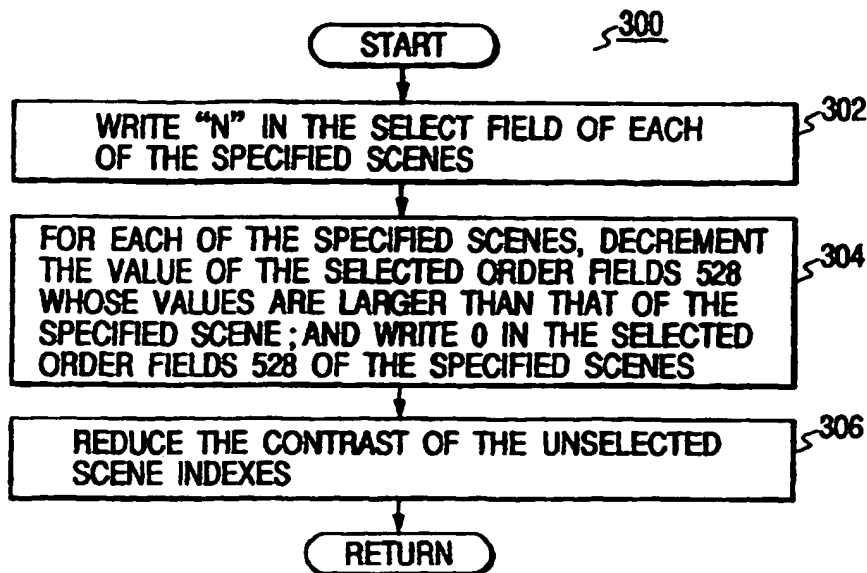 START
300
WRITE “N” IN THE SELECT FIELD OF EACH
OF THE SPECIFIED SCENES
302
FOR EACH OF THE SPECIFIED SCENES, DECREMENT
THE VALUE OF THE SELECTED ORDER FIELDS 528
WHOSE VALUES ARE LARGER THAN THAT OF THE
SPECIFIED SCENE ; AND WRITE 0 IN THE SELECTED
ORDER FIELDS 528 OF THE SPECIFIED SCENES
304
REDUCE THE CONTRAST OF THE UNSELECTED
SCENE INDEXES
306
RETURN